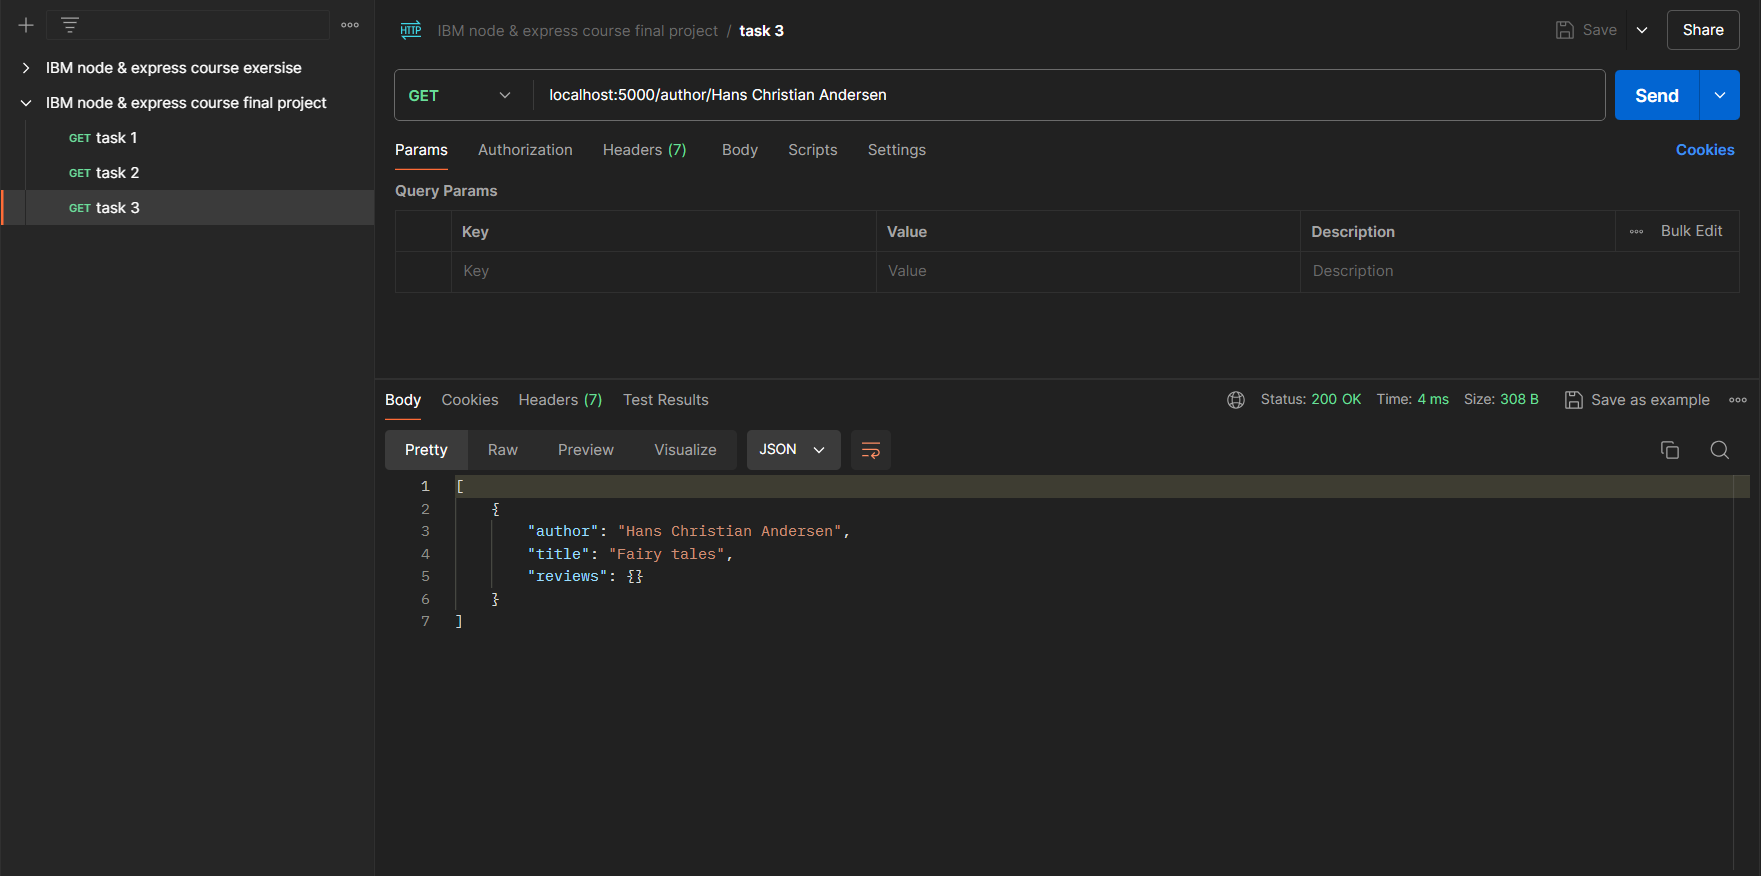 IBM node & express course exersise
IBM node & express course final project
GET task 1
GET task 2
GET task 3
HTTP IBM node & express course final project / task 3
Save
Share
GET localhost:5000/author/Hans Christian Andersen
Send
Params Authorization Headers (7) Body Scripts Settings Cookies
Query Params
Key Value Description Bulk Edit
Key Value Description
Body Cookies Headers (7) Test Results Status: 200 OK Time: 4 ms Size: 308 B Save as example
Pretty Raw Preview Visualize JSON
1 [
2 {
3 "author": "Hans Christian Andersen",
4 "title": "Fairy tales",
5 "reviews": {}
6 }
7 ]